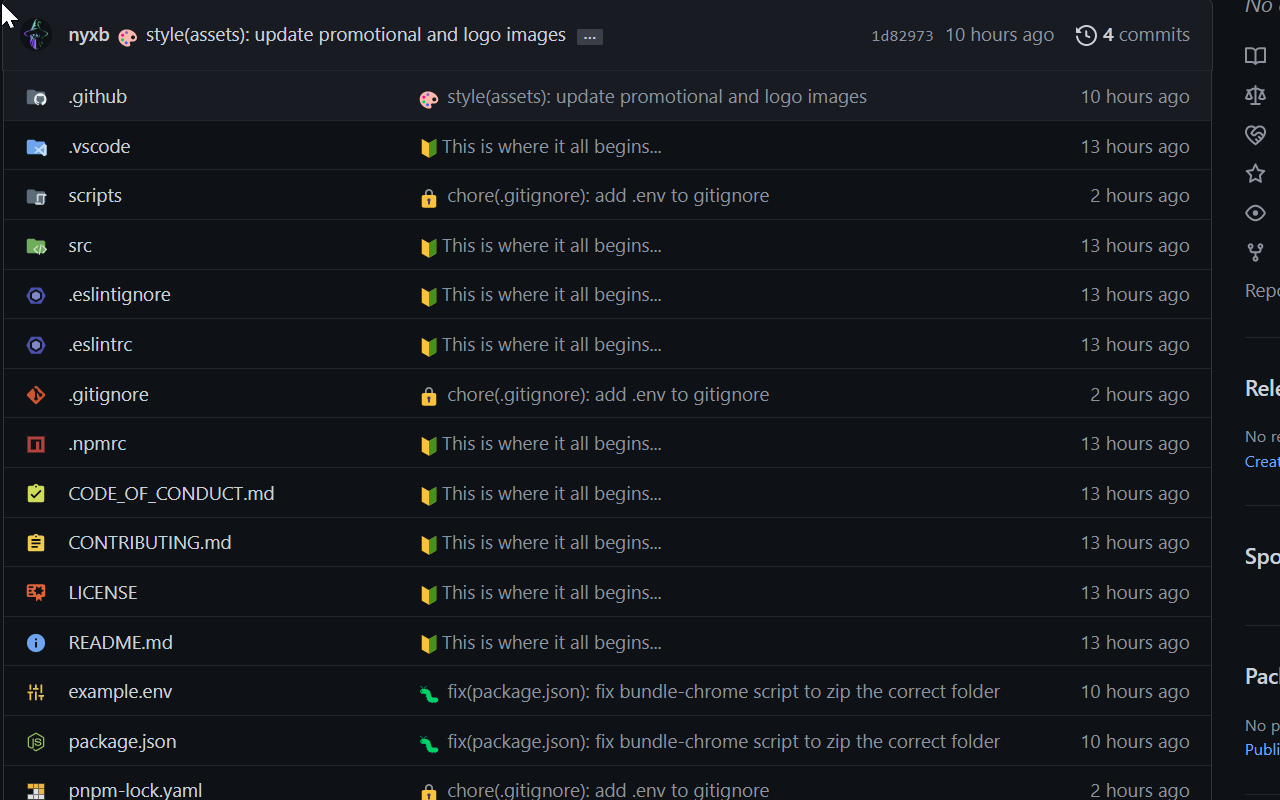 No
nyxb 🎨 style(assets): update promotional and logo images ... 1d82973 10 hours ago 4 commits
.github 🎨 style(assets): update promotional and logo images 10 hours ago
.vscode 🔰 This is where it all begins... 13 hours ago
scripts 🔒 chore(.gitignore): add .env to gitignore 2 hours ago
src 🔰 This is where it all begins... 13 hours ago
.eslintignore 🔰 This is where it all begins... 13 hours ago
Repo
.eslintrc 🔰 This is where it all begins... 13 hours ago
Rele
.gitignore 🔒 chore(.gitignore): add .env to gitignore 2 hours ago
No re
.npmrc 🔰 This is where it all begins... 13 hours ago
Creat
CODE_OF_CONDUCT.md 🔰 This is where it all begins... 13 hours ago
CONTRIBUTING.md 🔰 This is where it all begins... 13 hours ago
Spo
LICENSE 🔰 This is where it all begins... 13 hours ago
README.md 🔰 This is where it all begins... 13 hours ago
Pack
example.env 🐛 fix(package.json): fix bundle-chrome script to zip the correct folder 10 hours ago
No p
package.json 🐛 fix(package.json): fix bundle-chrome script to zip the correct folder 10 hours ago
Publi
pnpm-lock.yaml 🔒 chore(.gitignore): add .env to gitignore 2 hours ago